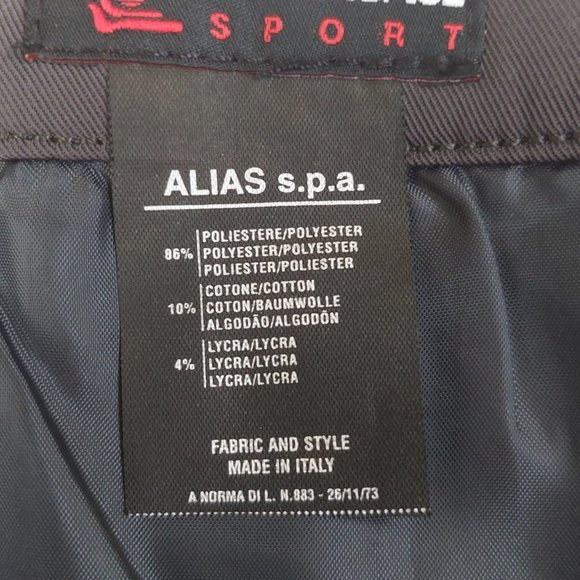 SPORT
ALIAS s.p.a.
86% POLIESTERE/POLYESTER
POLYESTER/POLYESTER
POLIESTER/POLIESTER
10% COTONE/COTTON
COTON/BAUMWOLLE
ALGODÃO/ALGODÕN
4% LYCRA/LYCRA
LYCRA/LYCRA
LYCRA/LYCRA
FABRIC AND STYLE
MADE IN ITALY
A NORMA DI L. N.883 - 26/11/73